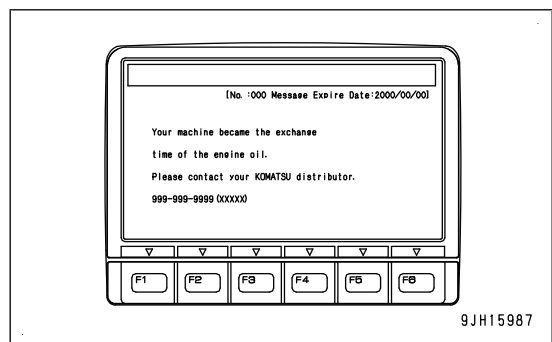 [No. :000 Message Expire Date:2000/00/00]
Your machine became the exchange
time of the engine oil.
Please contact your KOMATSU distributor.
999-999-9999 (XXXXX)
F1 F2 F3 F4 F5 F6
9JH15987